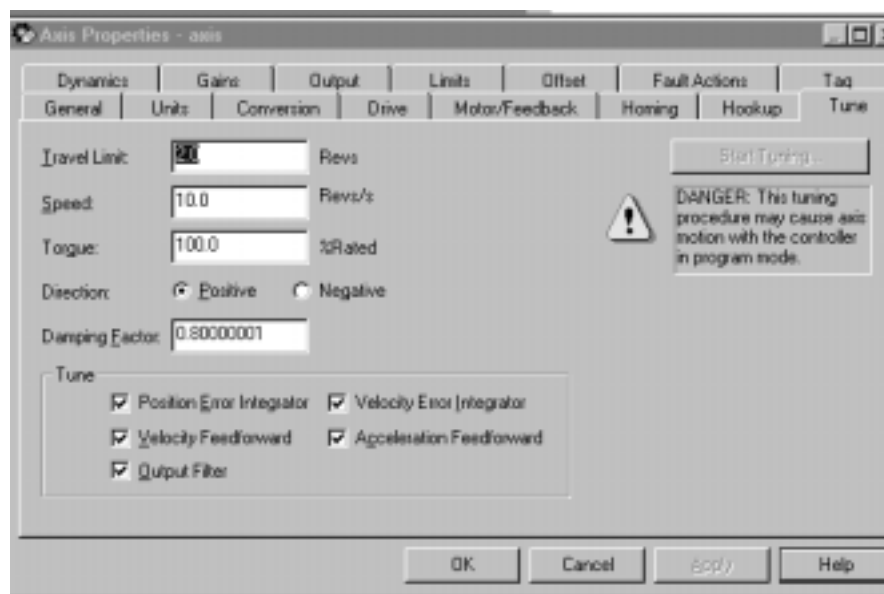 Axis Properties - axis
Dynamics Gains Output Limits Offset Fault Actions Tag
General Units Conversion Drive Motor/Feedback Homing Hookup Tune
Travel Limit: 2.0 Revs
Start Tuning...
Speed: 10.0 Revs/s
DANGER: This tuning
procedure may cause axis
motion with the controller
in program mode.
Torque: 100.0 %Rated
Direction: Positive Negative
Damping Factor: 0.80000001
Tune
Position Error Integrator Velocity Error Integrator
Velocity Feedforward Acceleration Feedforward
Output Filter
OK Cancel Apply Help